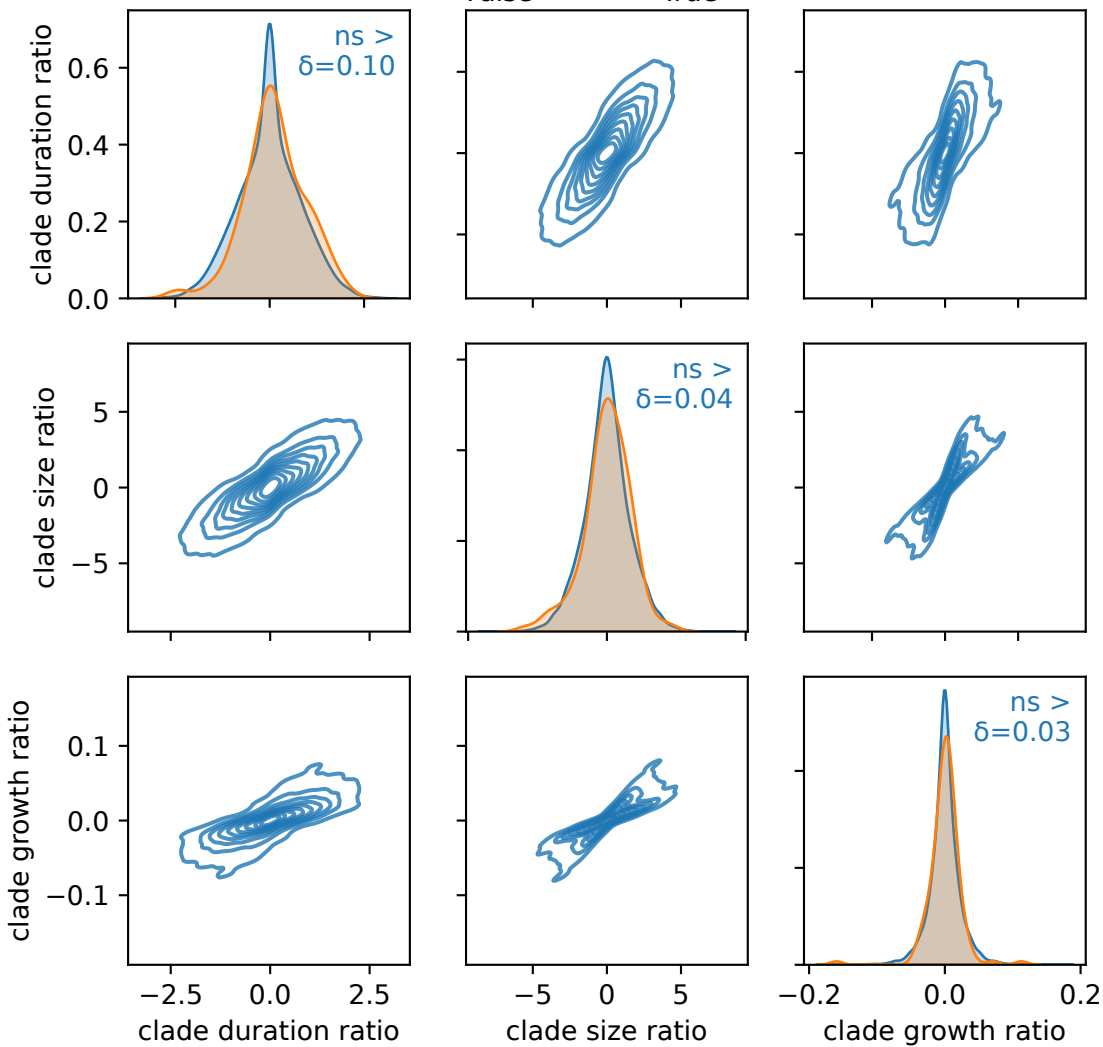 clade duration ratio
0.6
0.4
0.2
0.0
ns >
δ=0.10
clade size ratio
5
0
−5
ns >
δ=0.04
clade growth ratio
0.1
0.0
−0.1
ns >
δ=0.03
−2.5 0.0 2.5
−5 0 5
−0.2 0.0 0.2
clade duration ratio
clade size ratio
clade growth ratio